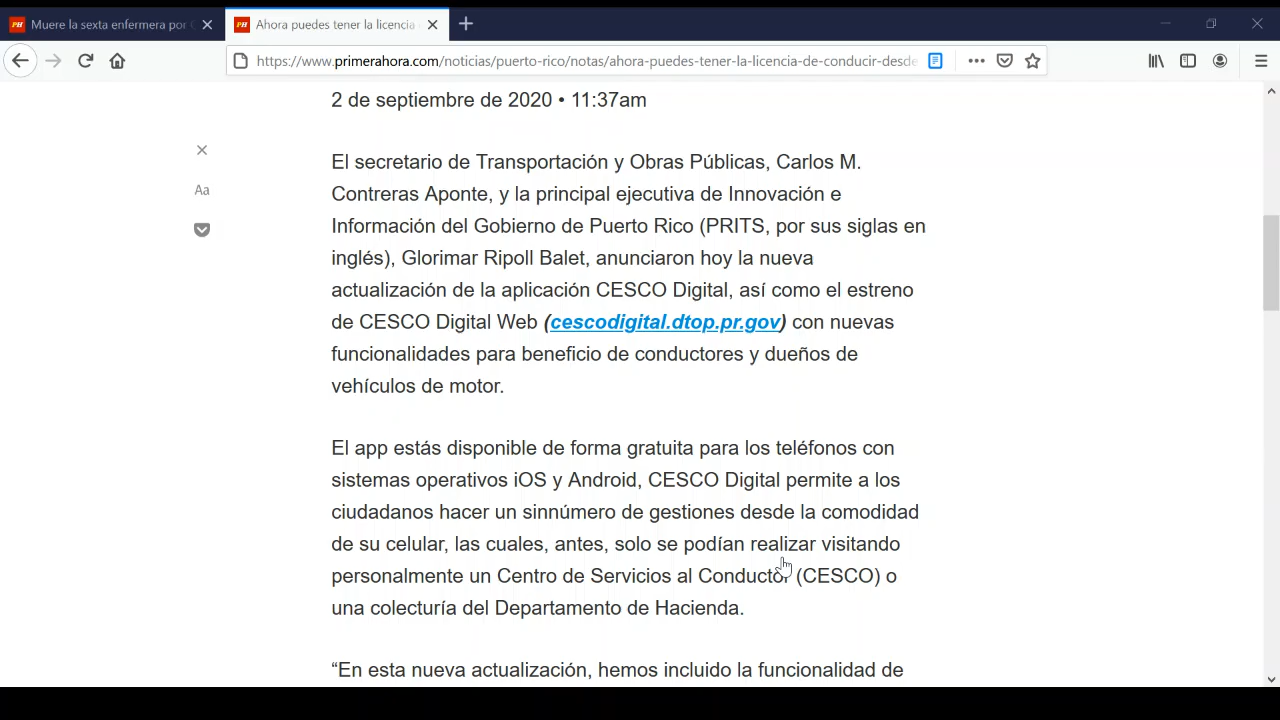 PH Muere la sexta enfermera por
PH Ahora puedes tener la licencia
https://www.primerahora.com/noticias/puerto-rico/notas/ahora-puedes-tener-la-licencia-de-conducir-desde
2 de septiembre de 2020 • 11:37am
Aa
El secretario de Transportación y Obras Públicas, Carlos M.
Contreras Aponte, y la principal ejecutiva de Innovación e
Información del Gobierno de Puerto Rico (PRITS, por sus siglas en
inglés), Glorimar Ripoll Balet, anunciaron hoy la nueva
actualización de la aplicación CESCO Digital, así como el estreno
de CESCO Digital Web (cescodigital.dtop.pr.gov) con nuevas
funcionalidades para beneficio de conductores y dueños de
vehículos de motor.
El app estás disponible de forma gratuita para los teléfonos con
sistemas operativos iOS y Android, CESCO Digital permite a los
ciudadanos hacer un sinnúmero de gestiones desde la comodidad
de su celular, las cuales, antes, solo se podían realizar visitando
personalmente un Centro de Servicios al Conductor (CESCO) o
una colecturía del Departamento de Hacienda.
“En esta nueva actualización, hemos incluido la funcionalidad de